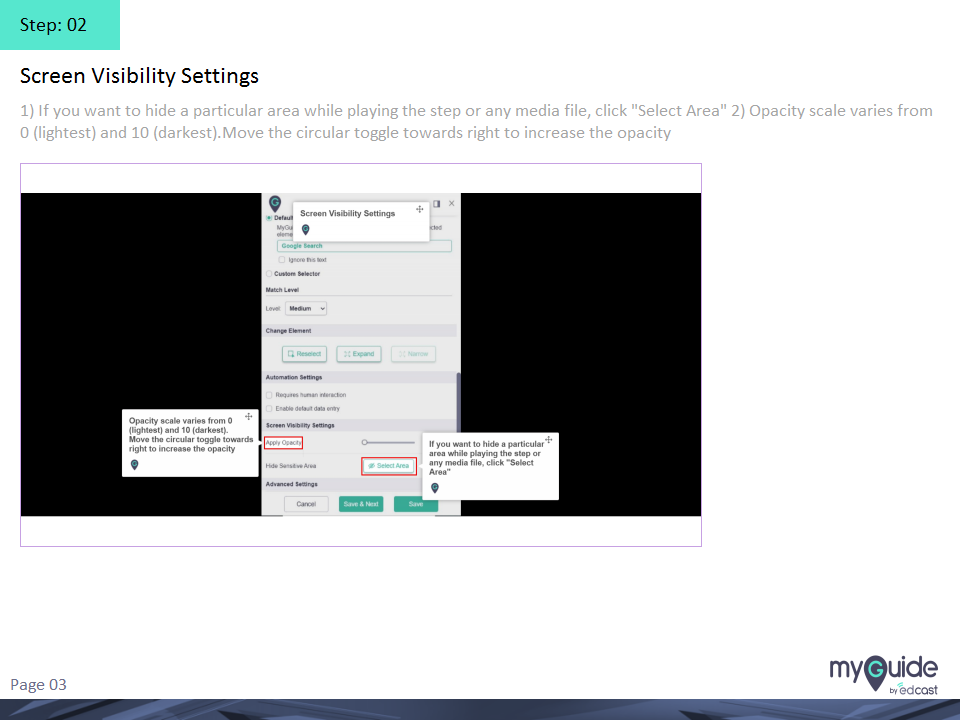 Step: 02
Screen Visibility Settings
1) If you want to hide a particular area while playing the step or any media file, click "Select Area" 2) Opacity scale varies from
0 (lightest) and 10 (darkest).Move the circular toggle towards right to increase the opacity
Screen Visibility Settings
Default
MyGui
cted
eleme
Google Search
Ignore this text
Custom Selector
Match Level
Level Medium
Change Element
Reselect Expand Narrow
Automation Settings
Requires human interaction
Enable default data entry
Screen Visibility Settings
Opacity scale varies from 0
(lightest) and 10 (darkest).
Move the circular toggle towards
right to increase the opacity
Apply Opacity
If you want to hide a particular
area while playing the step or
any media file, click "Select
Area"
Hide Sensitive Area Select Area
Advanced Settings
Cancel Save & Next Save
myGuide
by edcast
Page 03